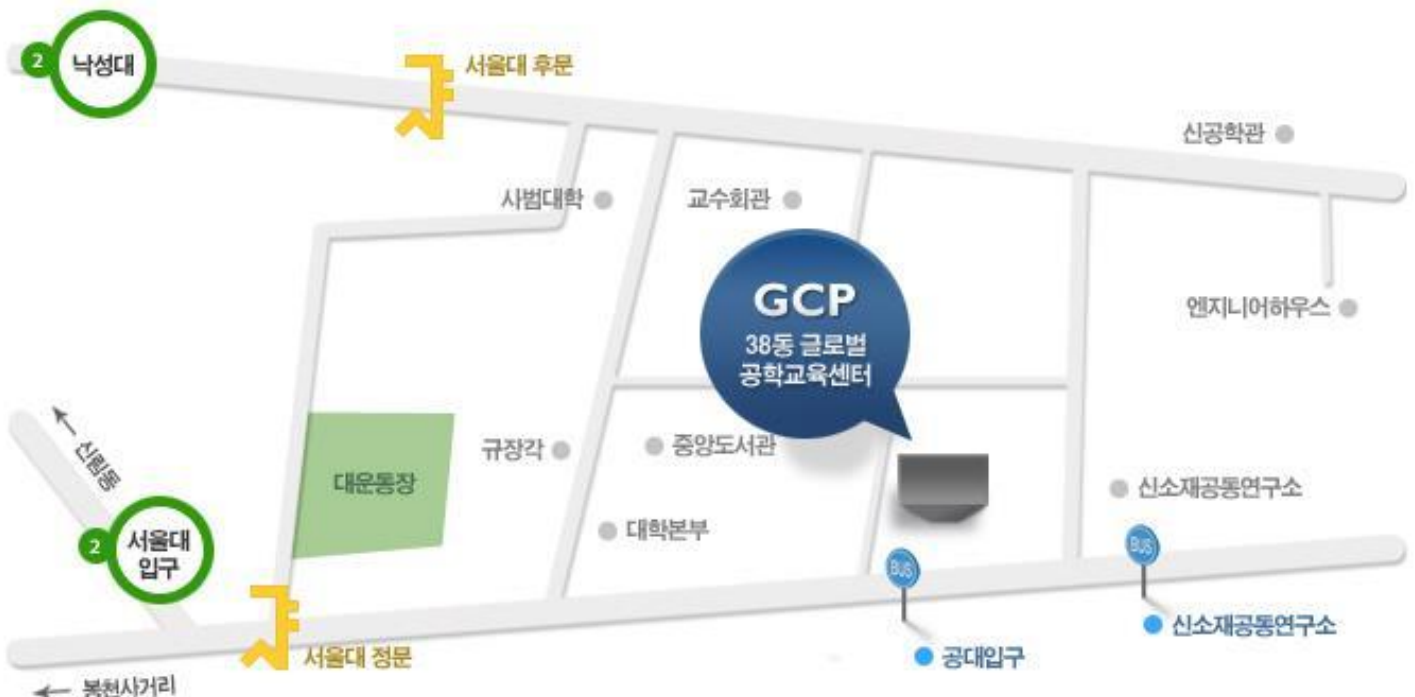 2
낙성대
서울대 후문
신공학관
사범대학
교수회관
GCP
38동 글로벌
공학교육센터
엔지니어하우스
신림동
규장각
중앙도서관
대운동장
신소재공동연구소
대학본부
2
서울대
입구
BUS
BUS
서울대 정문
공대입구
신소재공동연구소
봉천사거리